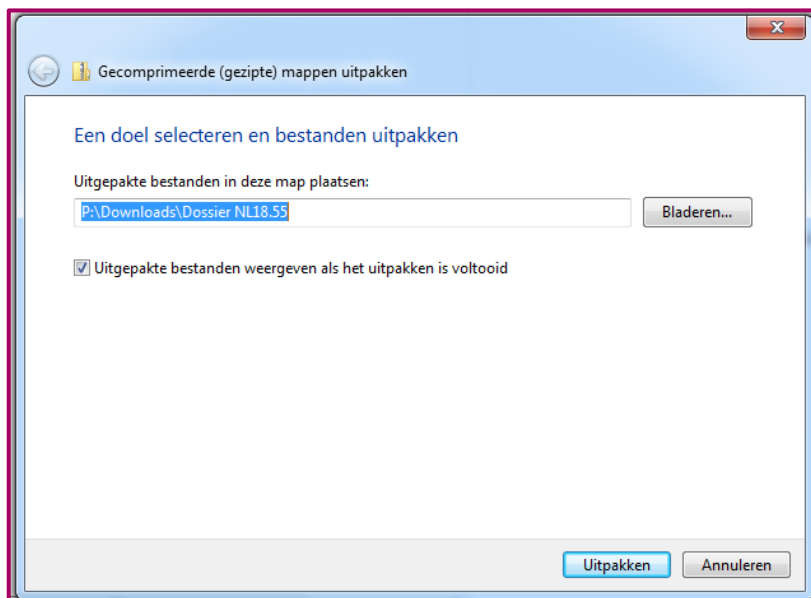 Gecomprimeerde (gezipte) mappen uitpakken
Een doel selecteren en bestanden uitpakken
Uitgepakte bestanden in deze map plaatsen:
P:\Downloads\Dossier NL18.55
Bladeren...
Uitgepakte bestanden weergeven als het uitpakken is voltooid
Uitpakken
Annuleren